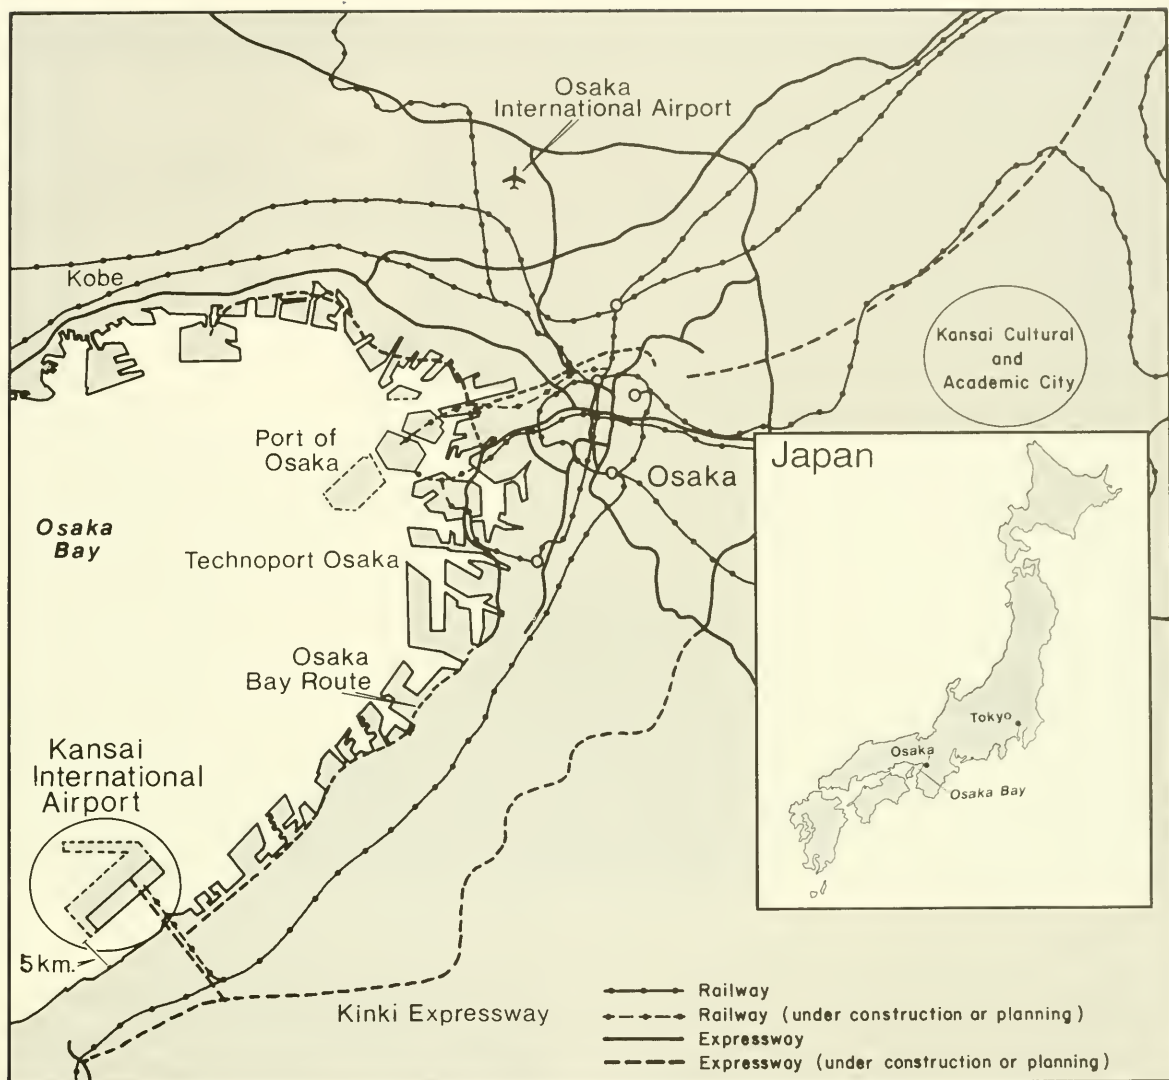 Osaka
International Airport
Kobe
Kansai Cultural
and
Academic City
Port of
Osaka
Osaka
Japan
Osaka
Bay
Technoport Osaka
Osaka
Bay Route
Tokyo
Osaka
Osaka Bay
Kansai
International
Airport
5km.
Kinki Expressway
Railway
Railway (under construction or planning)
Expressway
Expressway (under construction or planning)